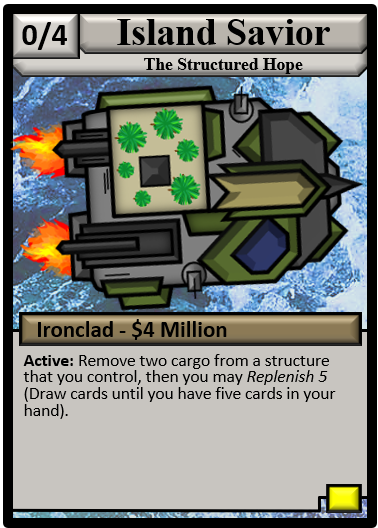 0/4
Island Savior
The Structured Hope
Ironclad - $4 Million
Active: Remove two cargo from a structure
that you control, then you may Replenish 5
(Draw cards until you have five cards in your
hand).